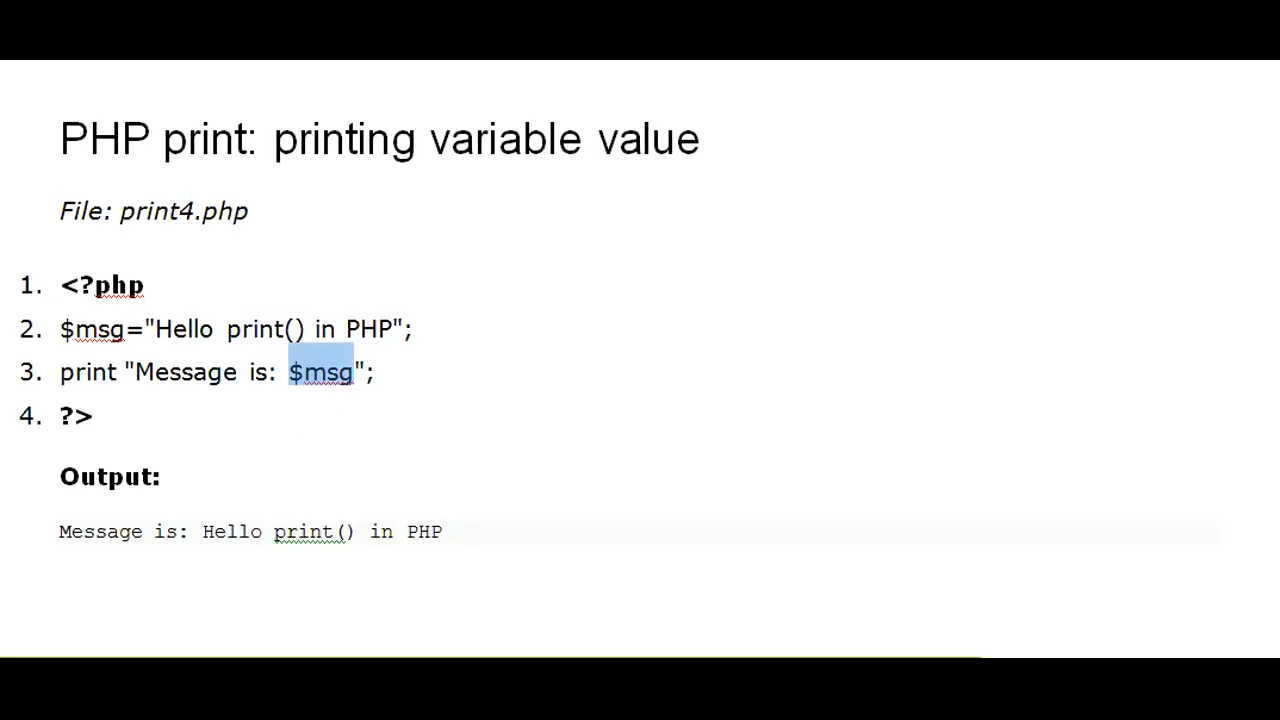 PHP print: printing variable value
File: print4.php
1. <?php
2. $msg="Hello print() in PHP";
3. print "Message is: $msg";
4. ?>
Output:
Message is: Hello print() in PHP